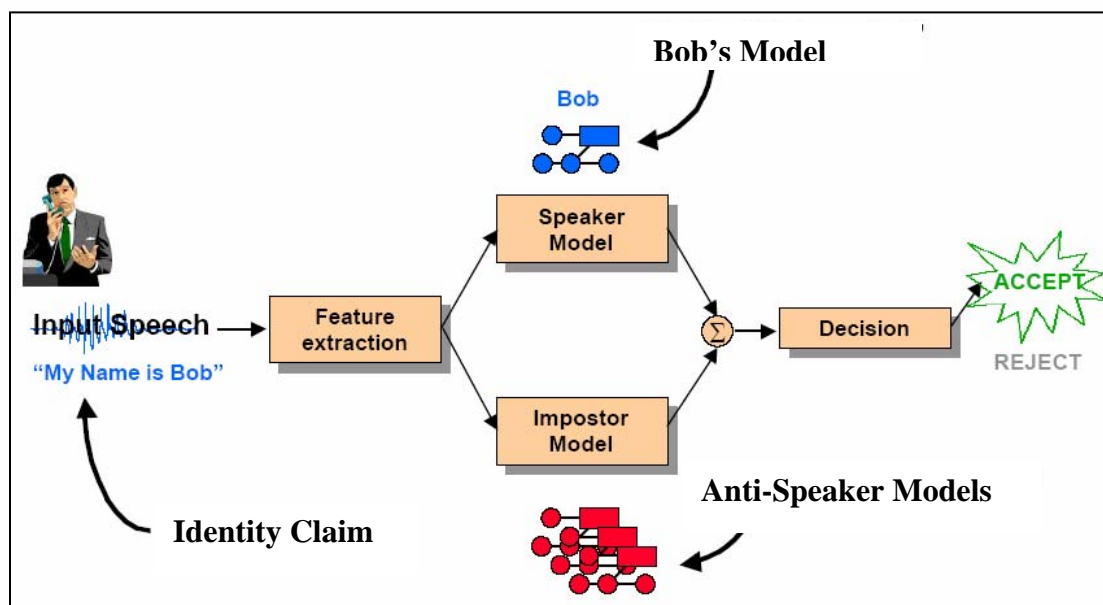 Bob's Model
Bob
Speaker
Model
Input Speech
"My Name is Bob"
Feature
extraction
Σ
Decision
ACCEPT
REJECT
Impostor
Model
Anti-Speaker Models
Identity Claim